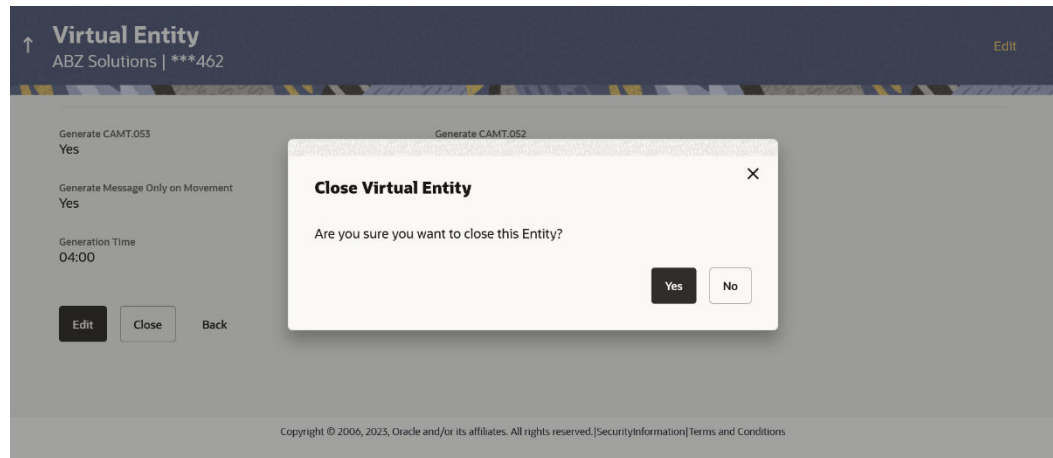 ↑ Virtual Entity
ABZ Solutions | ***462
Edit
Generate CAMT.053
Yes
Generate CAMT.052
Generate Message Only on Movement
Yes
Generation Time
04:00
Close Virtual Entity
Are you sure you want to close this Entity?
Yes No
Edit Close Back
Copyright © 2006, 2023, Oracle and/or its affiliates. All rights reserved.|SecurityInformation|Terms and Conditions